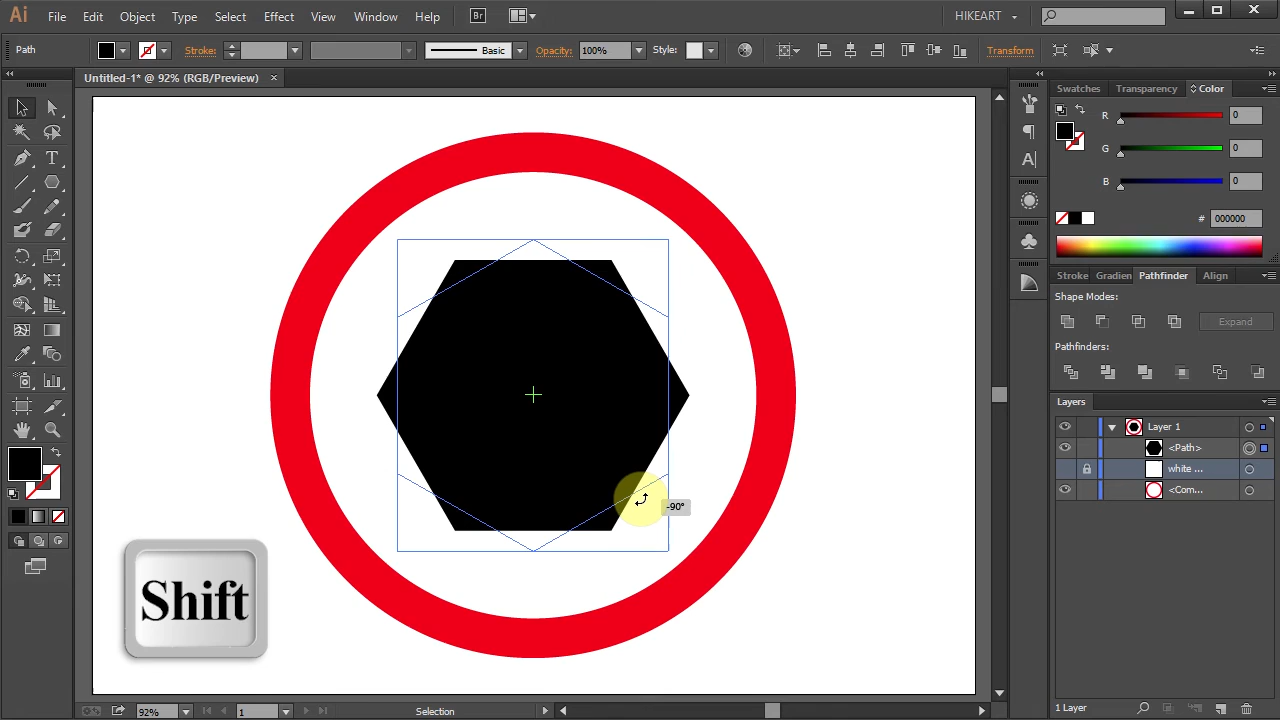 Ai File Edit Object Type Select Effect View Window Help Br HIKEART
Path Stroke: Basic Opacity: 100% Style: Transform
Untitled-1* @ 92% (RGB/Preview) ×
Swatches Transparency Color
R 0
G 0
B 0
# 000000
Stroke Gradien Pathfinder Align
Shape Modes:
Expand
Pathfinders:
Layers
Layer 1
<Path>
white ...
<Com...
-90°
Shift
92% 1 Selection
1 Layer